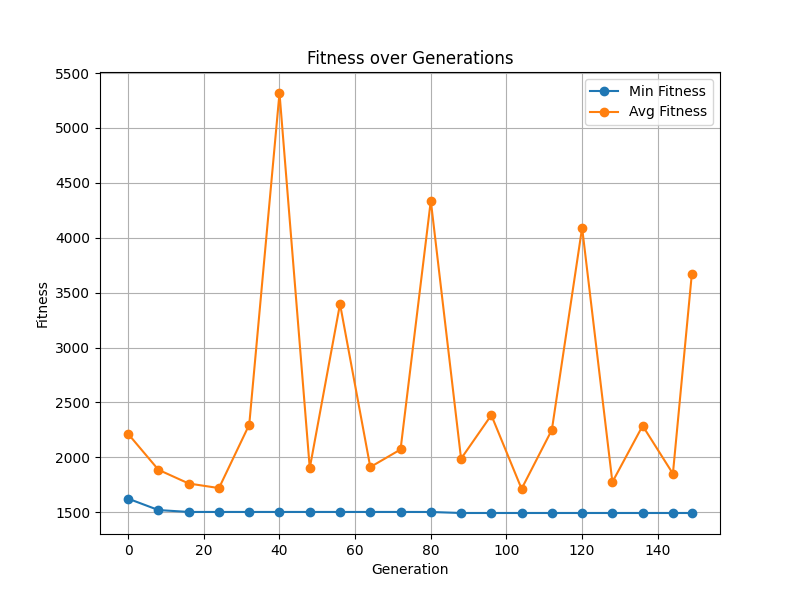 Fitness over Generations
Min Fitness
Avg Fitness
5500
5000
4500
4000
3500
3000
2500
2000
1500
Fitness
0 20 40 60 80 100 120 140
Generation